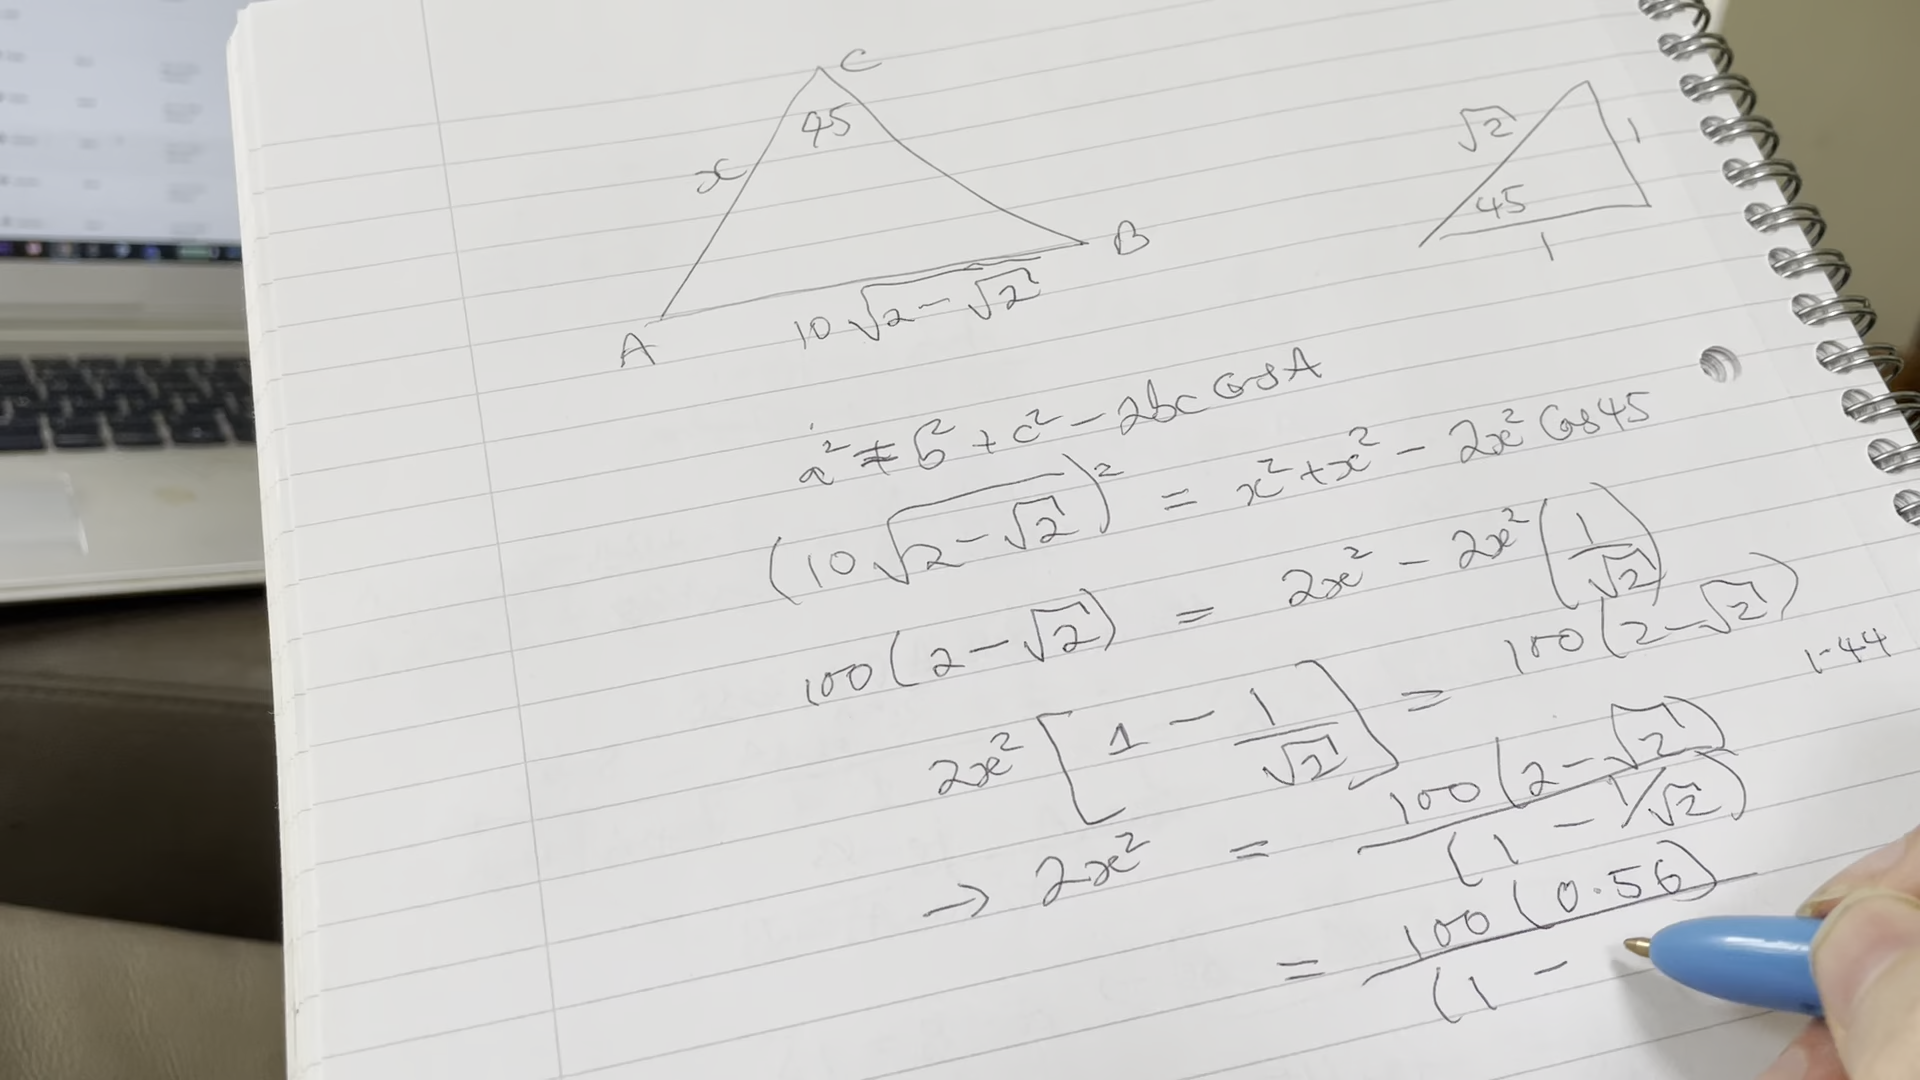 C
45
x
A
B
10√(2-√2)
√2
1
45
1
a² = b² + c² - 2bc Cos A
(10√(2-√2))² = x² + x² - 2x² Cos 45
100(2-√2) = 2x² - 2x² (1/√2)
2x² [1 - 1/√2] = 100(2-√2)
1.44
→ 2x² = 100(2-√2)/(1 - 1/√2)
= 100(0.56)/(1 -